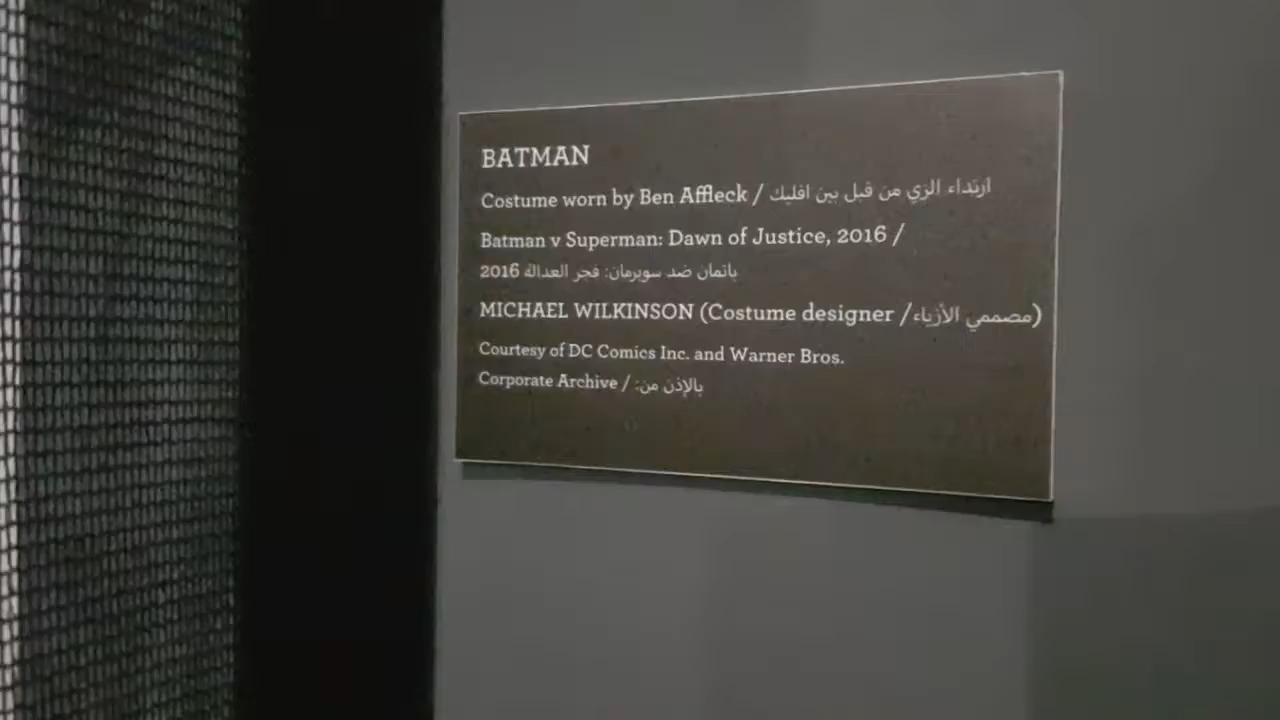 BATMAN
Costume worn by Ben Affleck / ارتداء الزي من قبل بين افليك
Batman v Superman: Dawn of Justice, 2016 /
باتمان ضد سوبرمان: فجر العدالة 2016
MICHAEL WILKINSON (Costume designer /مصممي الأزياء)
Courtesy of DC Comics Inc. and Warner Bros.
Corporate Archive / بالإذن من: